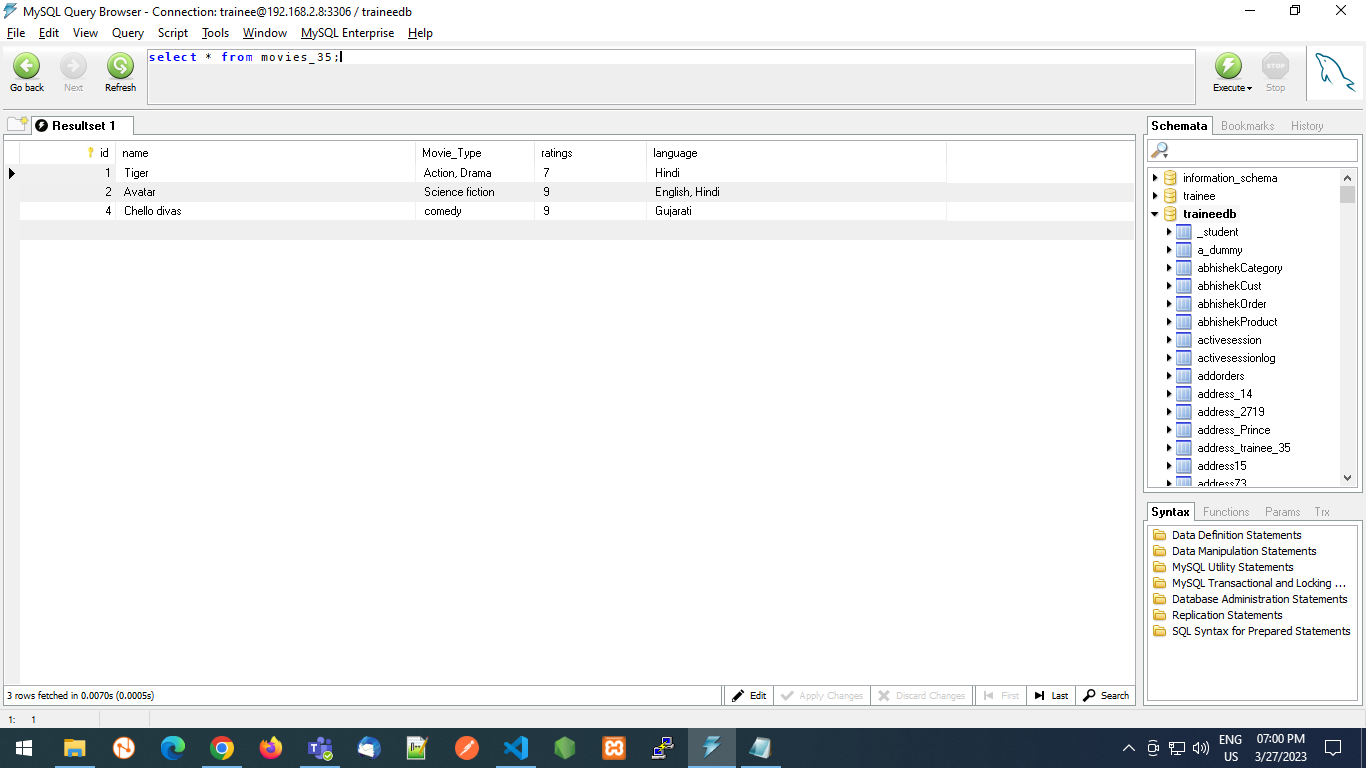 MySQL Query Browser - Connection: trainee@192.168.2.8:3306 / traineedb
File Edit View Query Script Tools Window MySQL Enterprise Help
select * from movies_35;
Go back Next Refresh Execute Stop
Resultset 1
id name Movie_Type ratings language
1 Tiger Action, Drama 7 Hindi
2 Avatar Science fiction 9 English, Hindi
4 Chello divas comedy 9 Gujarati
Schemata Bookmarks History
information_schema
trainee
traineedb
_student
a_dummy
abhishekCategory
abhishekCust
abhishekOrder
abhishekProduct
activesession
activesessionlog
addorders
address_14
address_2719
address_Prince
address_trainee_35
address15
address73
Syntax Functions Params Trx
Data Definition Statements
Data Manipulation Statements
MySQL Utility Statements
MySQL Transactional and Locking ...
Database Administration Statements
Replication Statements
SQL Syntax for Prepared Statements
3 rows fetched in 0.0070s (0.0005s) Edit Apply Changes Discard Changes First Last Search
1: 1
ENG 07:00 PM
US 3/27/2023